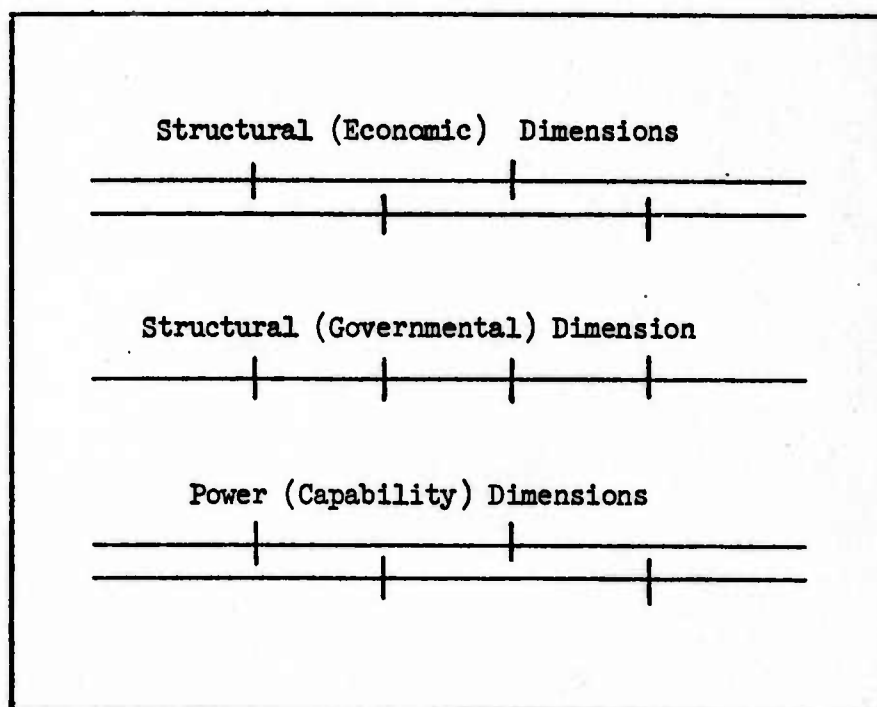 Structural (Economic) Dimensions
Structural (Governmental) Dimension
Power (Capability) Dimensions